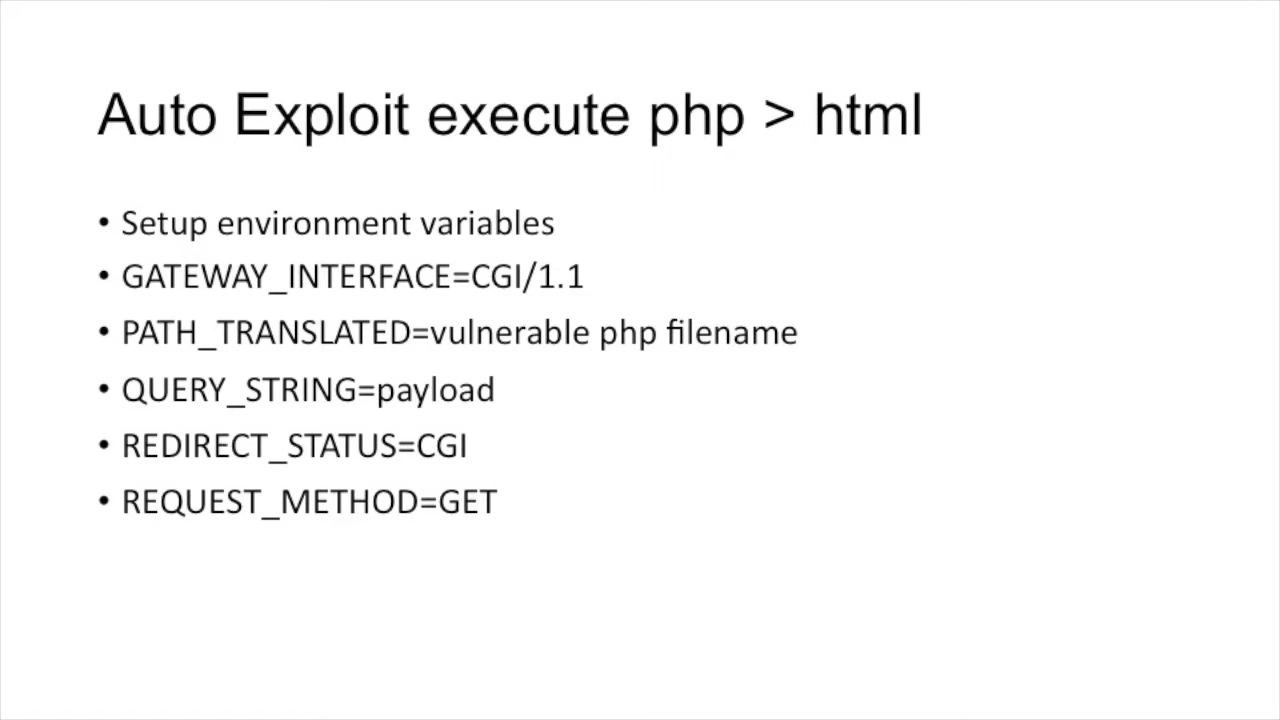 Auto Exploit execute php > html
• Setup environment variables
• GATEWAY_INTERFACE=CGI/1.1
• PATH_TRANSLATED=vulnerable php filename
• QUERY_STRING=payload
• REDIRECT_STATUS=CGI
• REQUEST_METHOD=GET